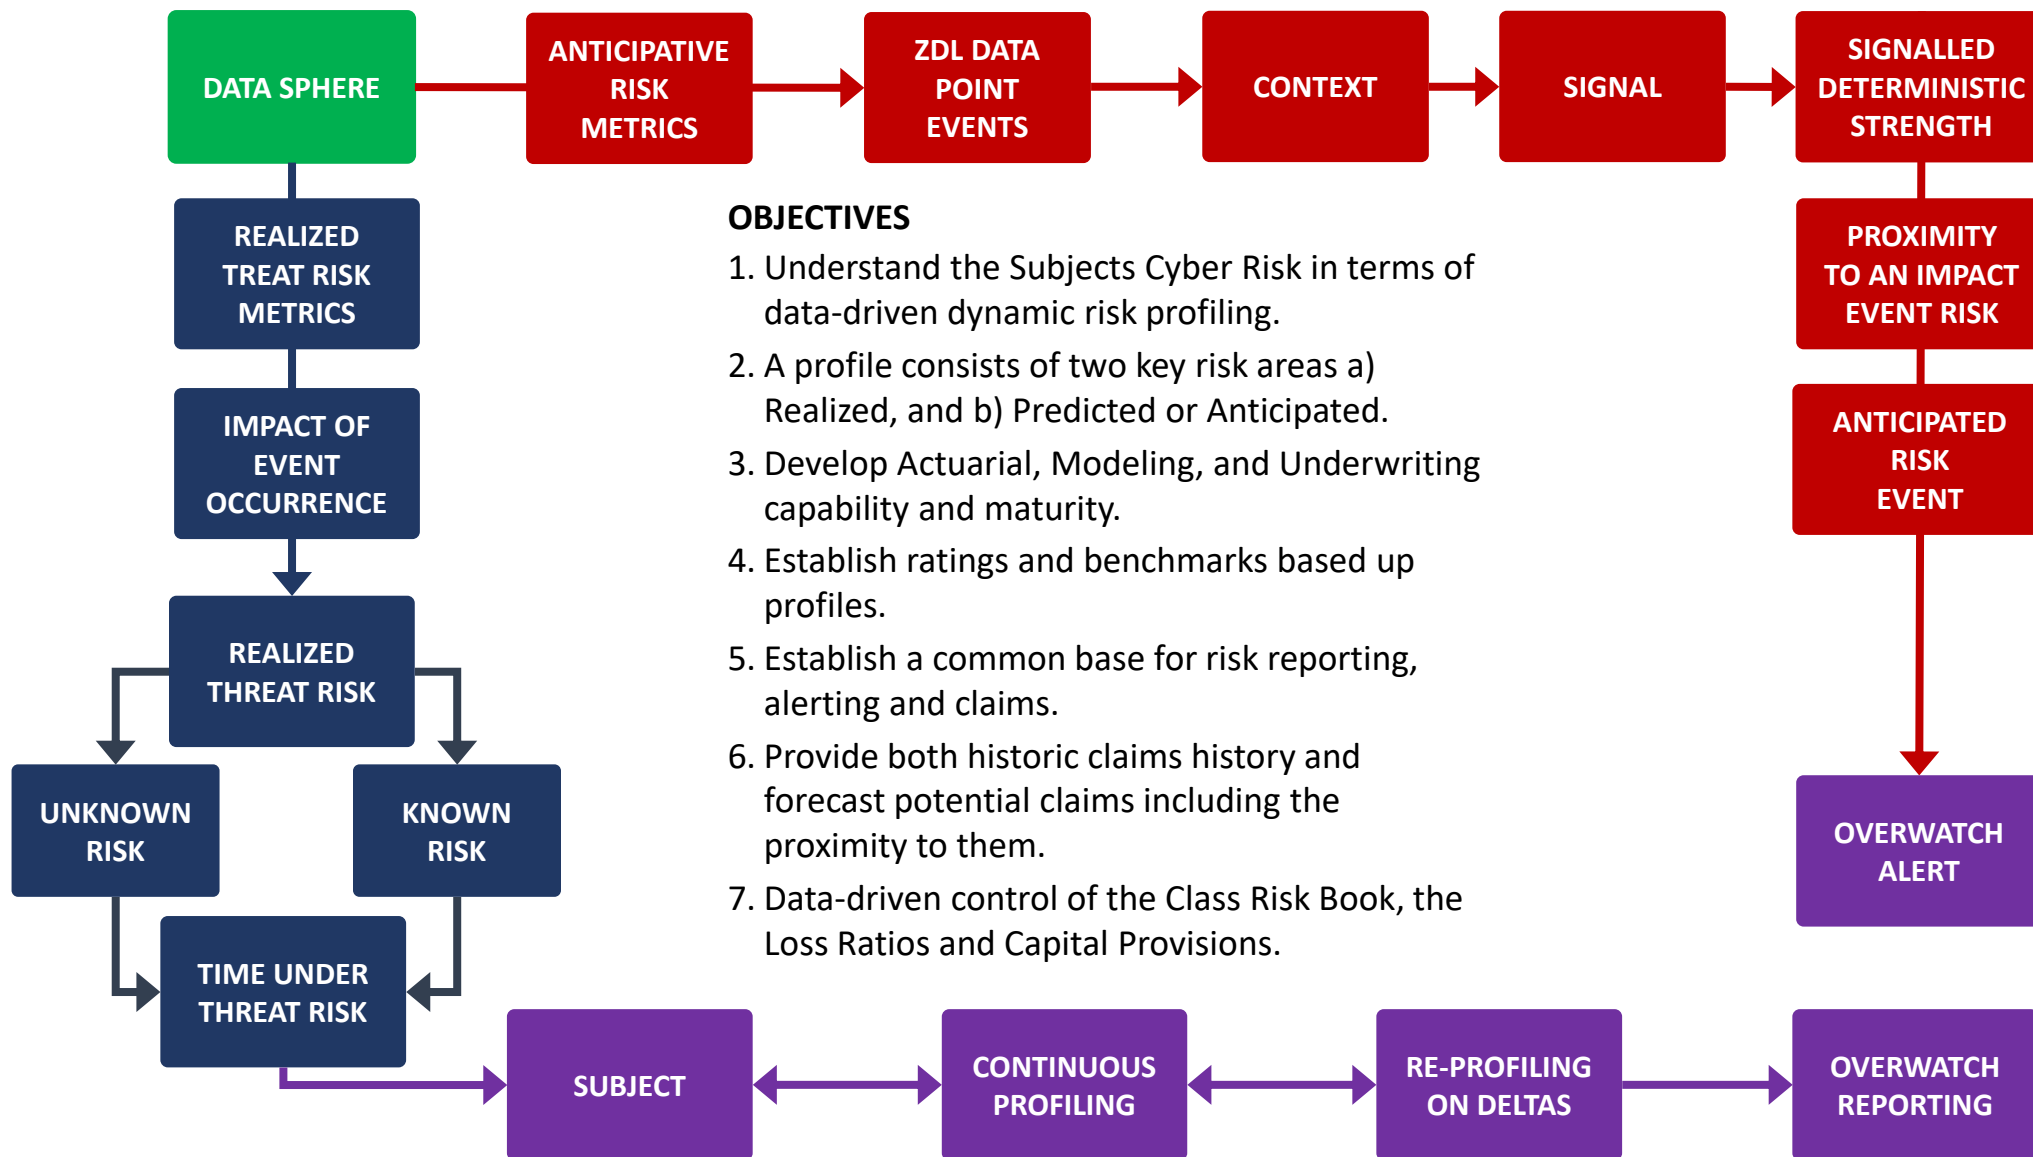 DATA SPHERE
ANTICIPATIVE
RISK
METRICS
ZDL DATA
POINT
EVENTS
CONTEXT
SIGNAL
SIGNALLED
DETERMINISTIC
STRENGTH
REALIZED
TREAT RISK
METRICS
OBJECTIVES
1. Understand the Subjects Cyber Risk in terms of
data-driven dynamic risk profiling.
2. A profile consists of two key risk areas a)
Realized, and b) Predicted or Anticipated.
3. Develop Actuarial, Modeling, and Underwriting
capability and maturity.
4. Establish ratings and benchmarks based up
profiles.
5. Establish a common base for risk reporting,
alerting and claims.
6. Provide both historic claims history and
forecast potential claims including the
proximity to them.
7. Data-driven control of the Class Risk Book, the
Loss Ratios and Capital Provisions.
PROXIMITY
TO AN IMPACT
EVENT RISK
IMPACT OF
EVENT
OCCURRENCE
ANTICIPATED
RISK
EVENT
REALIZED
THREAT RISK
UNKNOWN
RISK
KNOWN
RISK
OVERWATCH
ALERT
TIME UNDER
THREAT RISK
SUBJECT
CONTINUOUS
PROFILING
RE-PROFILING
ON DELTAS
OVERWATCH
REPORTING